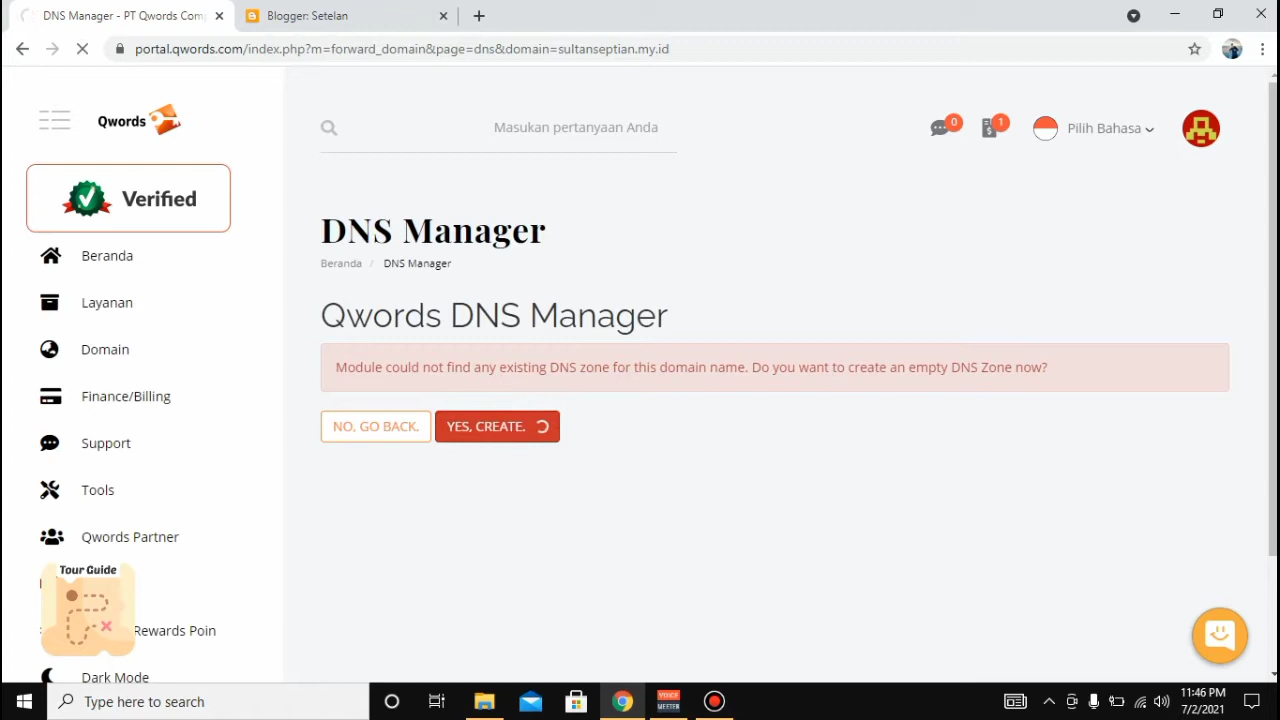 DNS Manager - PT Qwords Comp
Blogger: Setelan
portal.qwords.com/index.php?m=forward_domain&page=dns&domain=sultanseptian.my.id
Qwords
Masukan pertanyaan Anda
0
1
Pilih Bahasa
Verified
Beranda
Layanan
Domain
Finance/Billing
Support
Tools
Qwords Partner
Tour Guide
Rewards Poin
Dark Mode
DNS Manager
Beranda / DNS Manager
Qwords DNS Manager
Module could not find any existing DNS zone for this domain name. Do you want to create an empty DNS Zone now?
NO, GO BACK.
YES, CREATE.
Type here to search
VOICE
MEETER
11:46 PM
7/2/2021